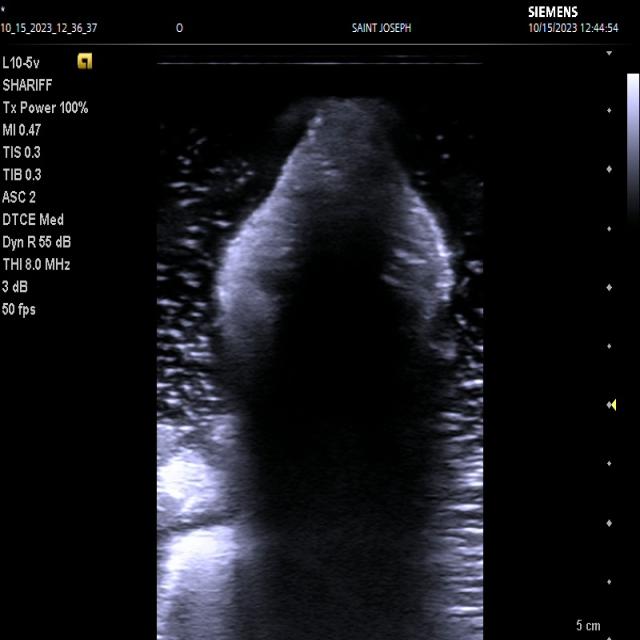 *
SIEMENS
10_15_2023_12_36_37
O
SAINT JOSEPH
10/15/2023 12:44:54
L10-5v
SHARIFF
Tx Power 100%
MI 0.47
TIS 0.3
TIB 0.3
ASC 2
DTCE Med
Dyn R 55 dB
THI 8.0 MHz
3 dB
50 fps
5 cm